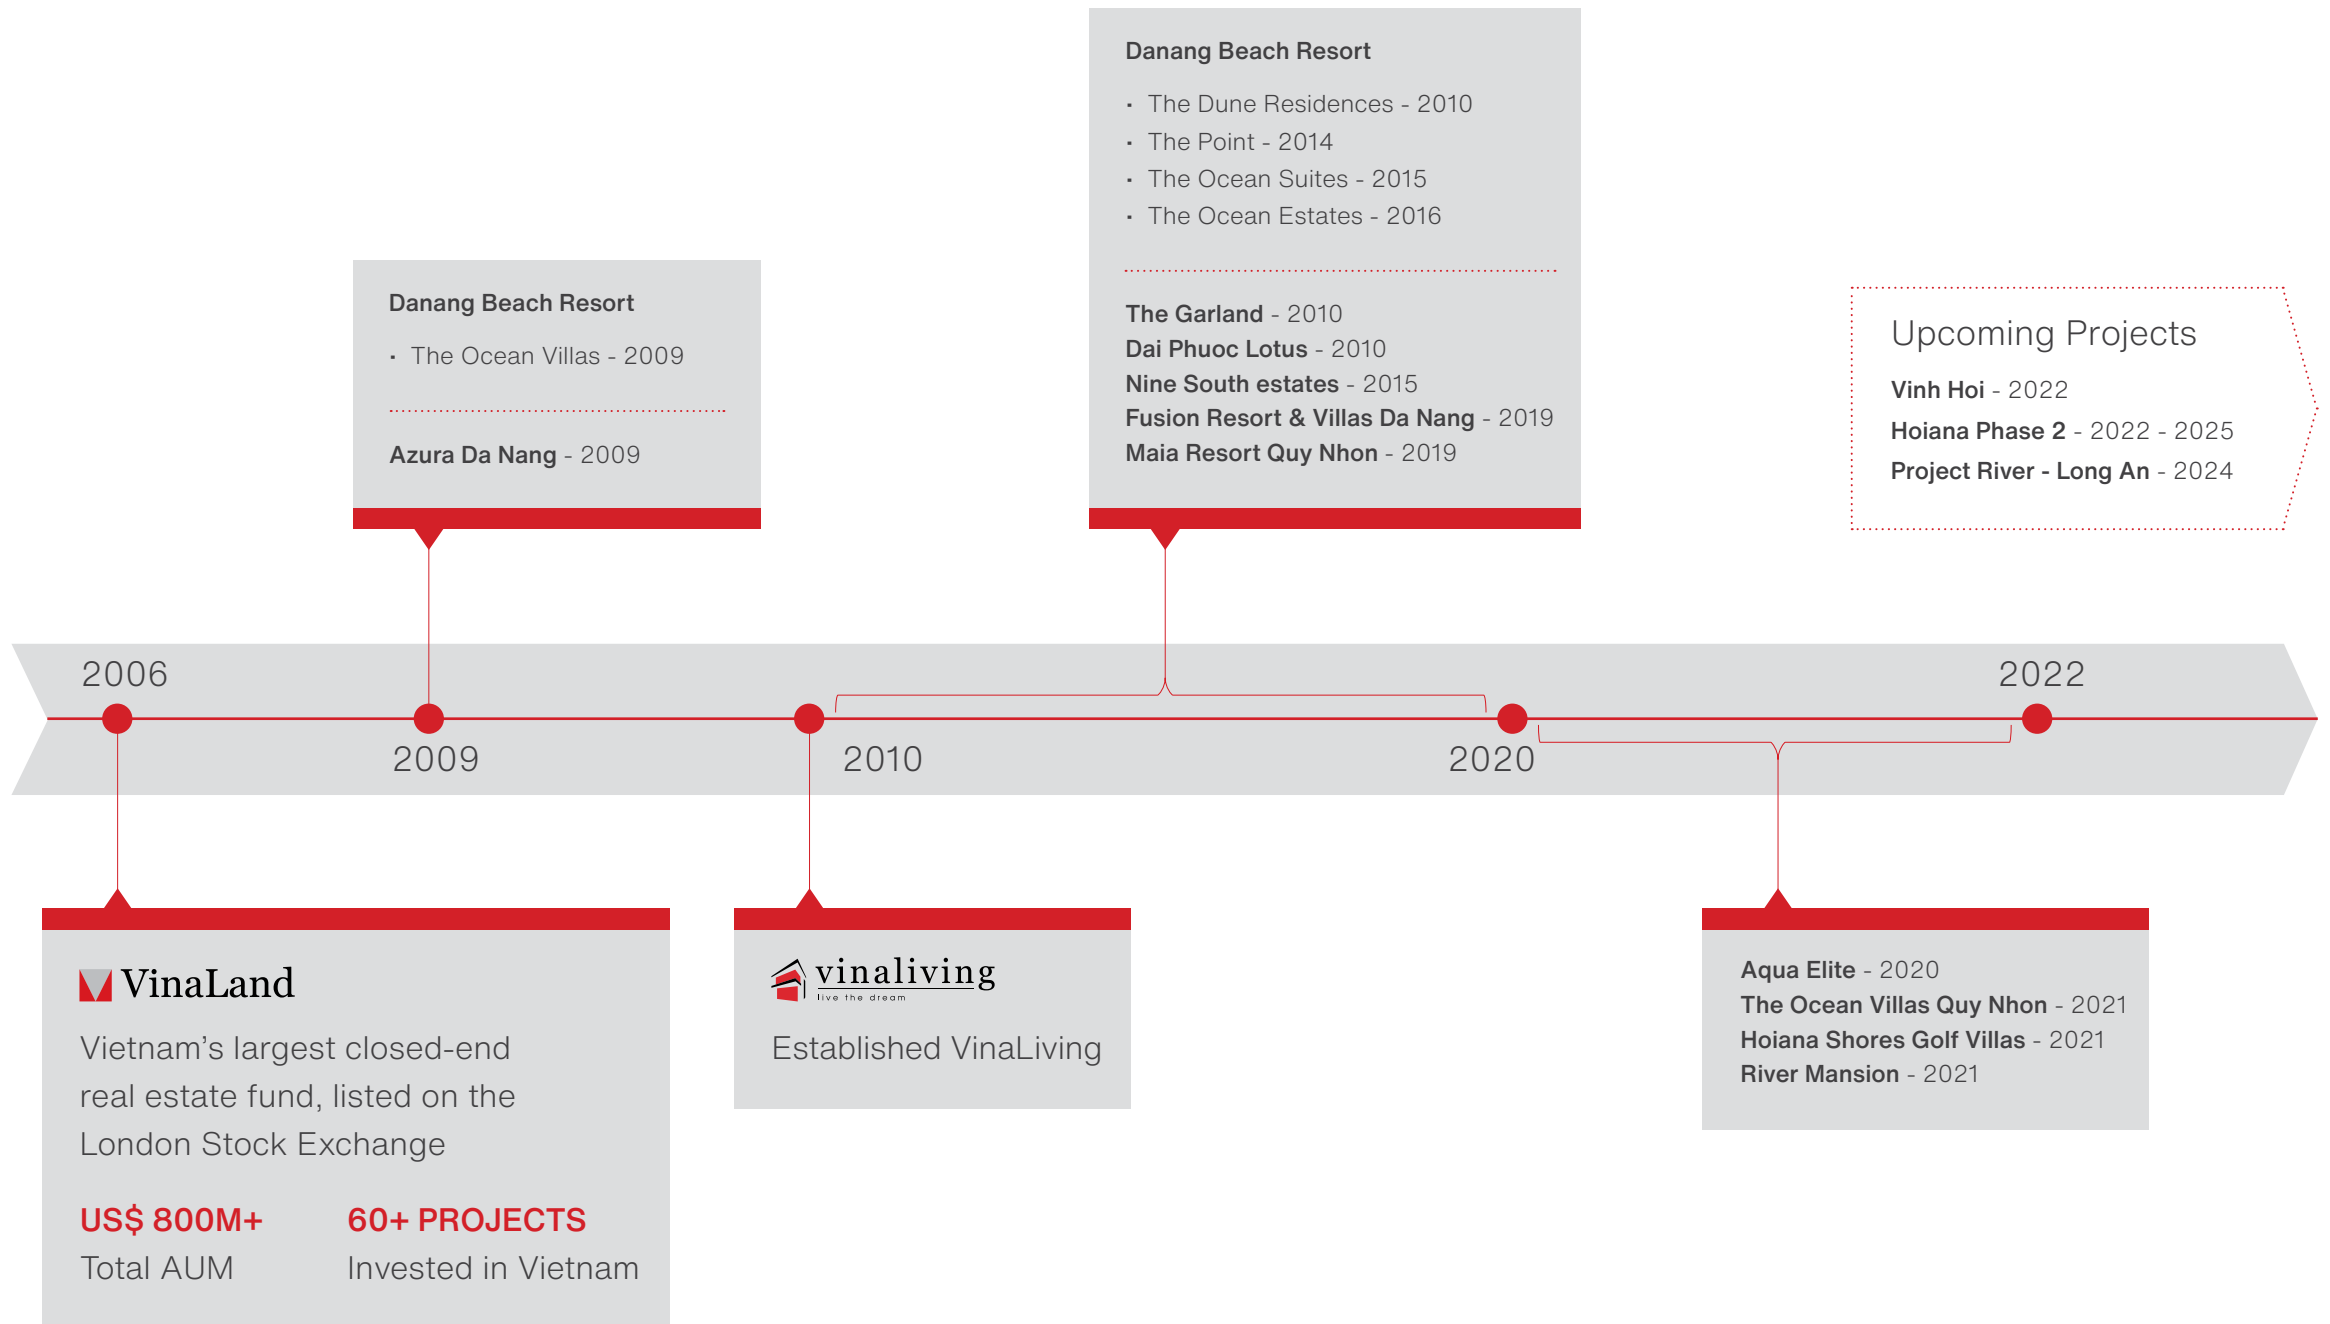 Danang Beach Resort
· The Dune Residences - 2010
· The Point - 2014
· The Ocean Suites - 2015
· The Ocean Estates - 2016
The Garland - 2010
Dai Phuoc Lotus - 2010
Nine South estates - 2015
Fusion Resort & Villas Da Nang - 2019
Maia Resort Quy Nhon - 2019
Danang Beach Resort
· The Ocean Villas - 2009
Azura Da Nang - 2009
Upcoming Projects
Vinh Hoi - 2022
Hoiana Phase 2 - 2022 - 2025
Project River - Long An - 2024
2006
2009
2010
2020
2022
VinaLand
Vietnam’s largest closed-end
real estate fund, listed on the
London Stock Exchange
US$ 800M+
Total AUM
60+ PROJECTS
Invested in Vietnam
vinaliving
live the dream
Established VinaLiving
Aqua Elite - 2020
The Ocean Villas Quy Nhon - 2021
Hoiana Shores Golf Villas - 2021
River Mansion - 2021